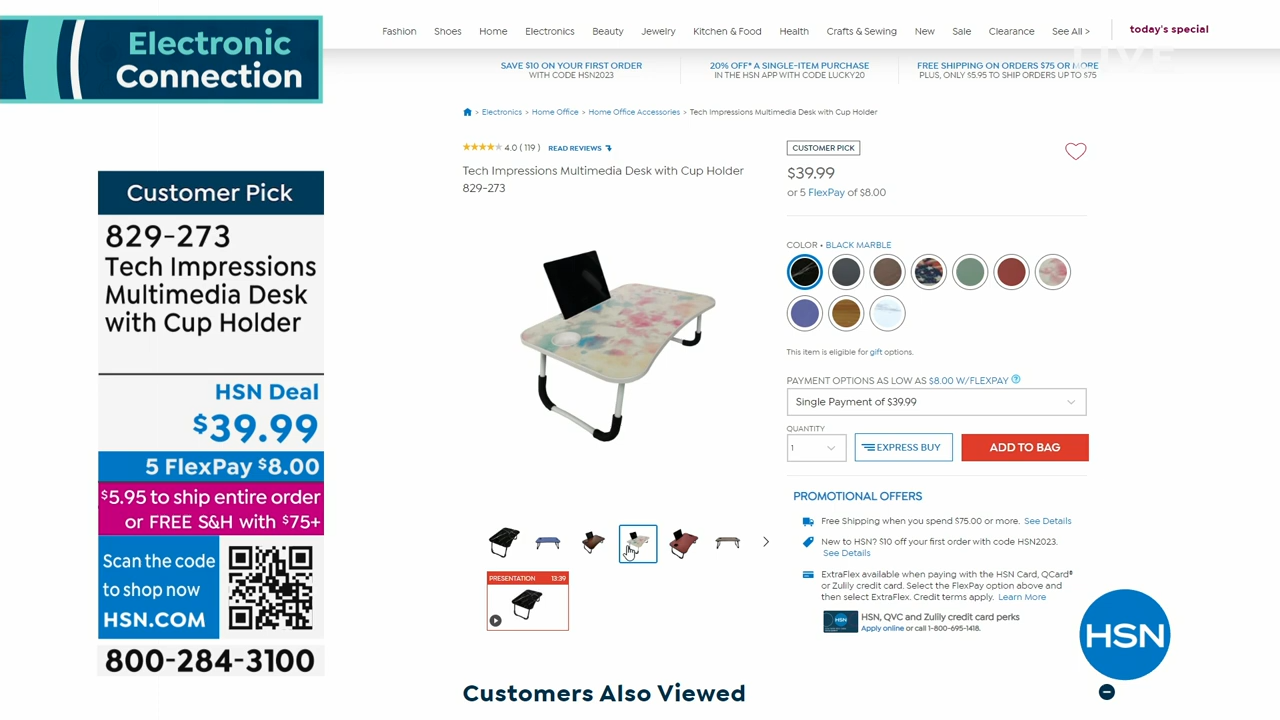 Electronic
Connection
Fashion Shoes Home Electronics Beauty Jewelry Kitchen & Food Health Crafts & Sewing New Sale Clearance See All > today's special
LIVE
SAVE $10 ON YOUR FIRST ORDER
WITH CODE HSN2023
20% OFF* A SINGLE-ITEM PURCHASE
IN THE HSN APP WITH CODE LUCKY20
FREE SHIPPING ON ORDERS $75 OR MORE
PLUS, ONLY $5.95 TO SHIP ORDERS UP TO $75
> Electronics > Home Office > Home Office Accessories > Tech Impressions Multimedia Desk with Cup Holder
4.0 ( 119 ) READ REVIEWS
Tech Impressions Multimedia Desk with Cup Holder
829-273
CUSTOMER PICK
$39.99
or 5 FlexPay of $8.00
COLOR • BLACK MARBLE
This item is eligible for gift options.
PAYMENT OPTIONS AS LOW AS $8.00 W/FLEXPAY ?
Single Payment of $39.99
QUANTITY
1
EXPRESS BUY
ADD TO BAG
PROMOTIONAL OFFERS
Free Shipping when you spend $75.00 or more. See Details
New to HSN? $10 off your first order with code HSN2023.
See Details
ExtraFlex available when paying with the HSN Card, QCard®
or Zulily credit card. Select the FlexPay option above and
then select ExtraFlex. Credit terms apply. Learn More
HSN
HSN, QVC and Zulily credit card perks
Apply online or call 1-800-695-1418.
PRESENTATION 13:39
Customers Also Viewed
Customer Pick
829-273
Tech Impressions
Multimedia Desk
with Cup Holder
HSN Deal
$39.99
5 FlexPay $8.00
$5.95 to ship entire order
or FREE S&H with $75+
Scan the code
to shop now
HSN.COM
800-284-3100
HSN